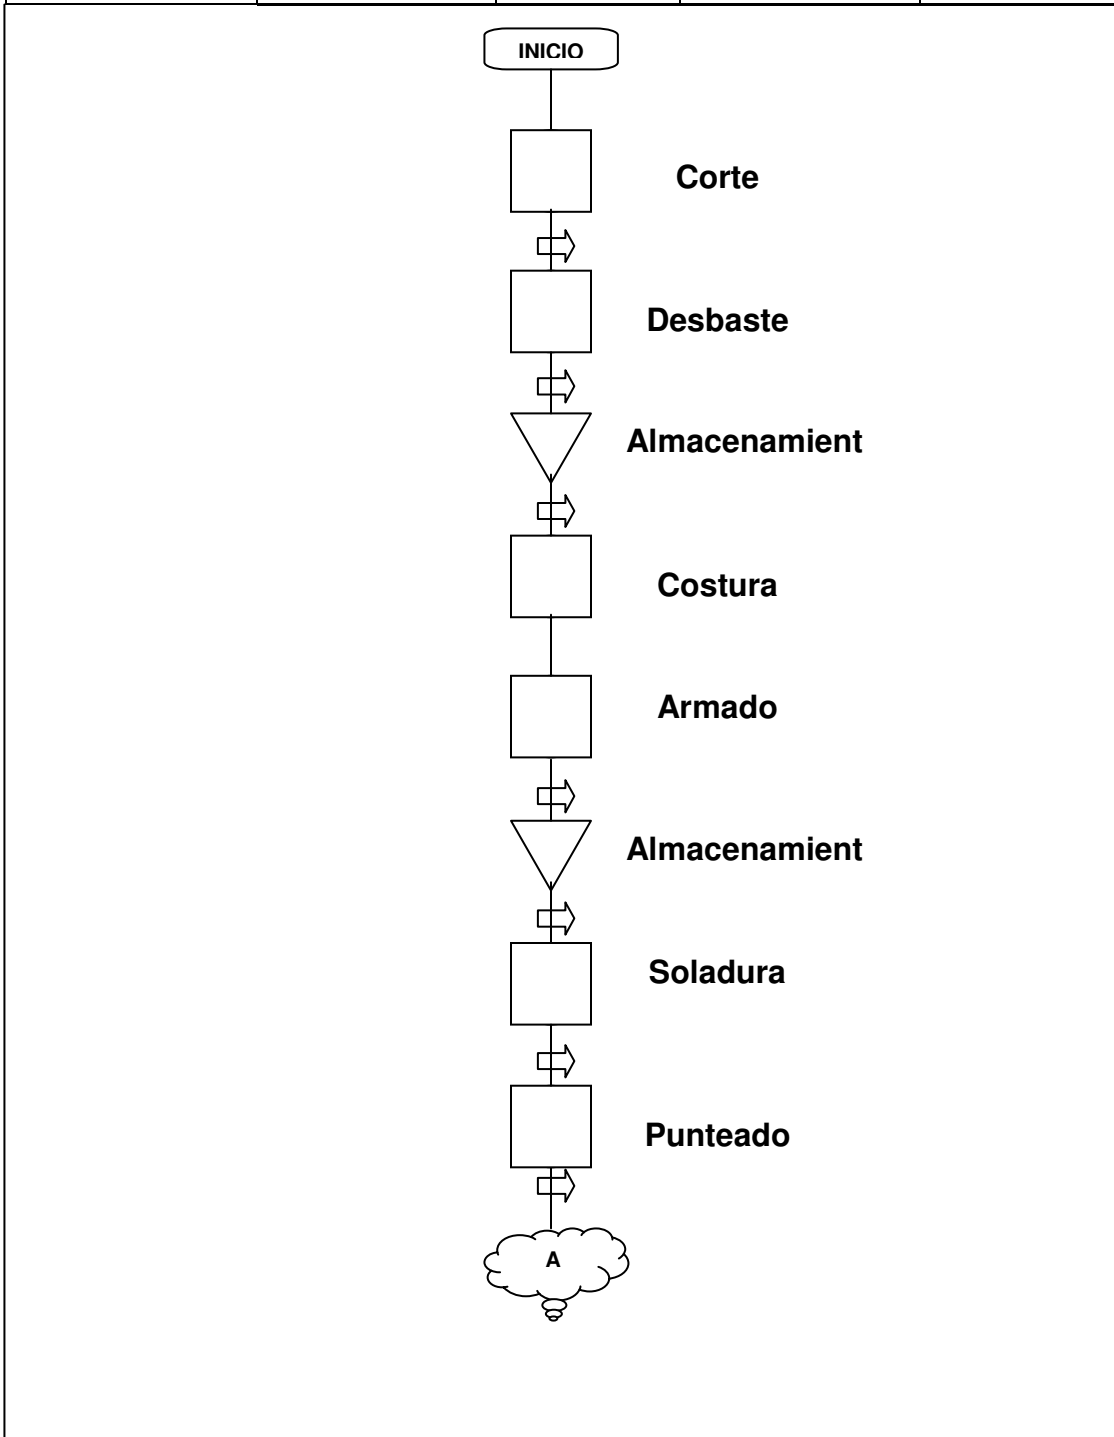 INICIO
Corte
Desbaste
Almacenamient
Costura
Armado
Almacenamient
Soladura
Punteado
A